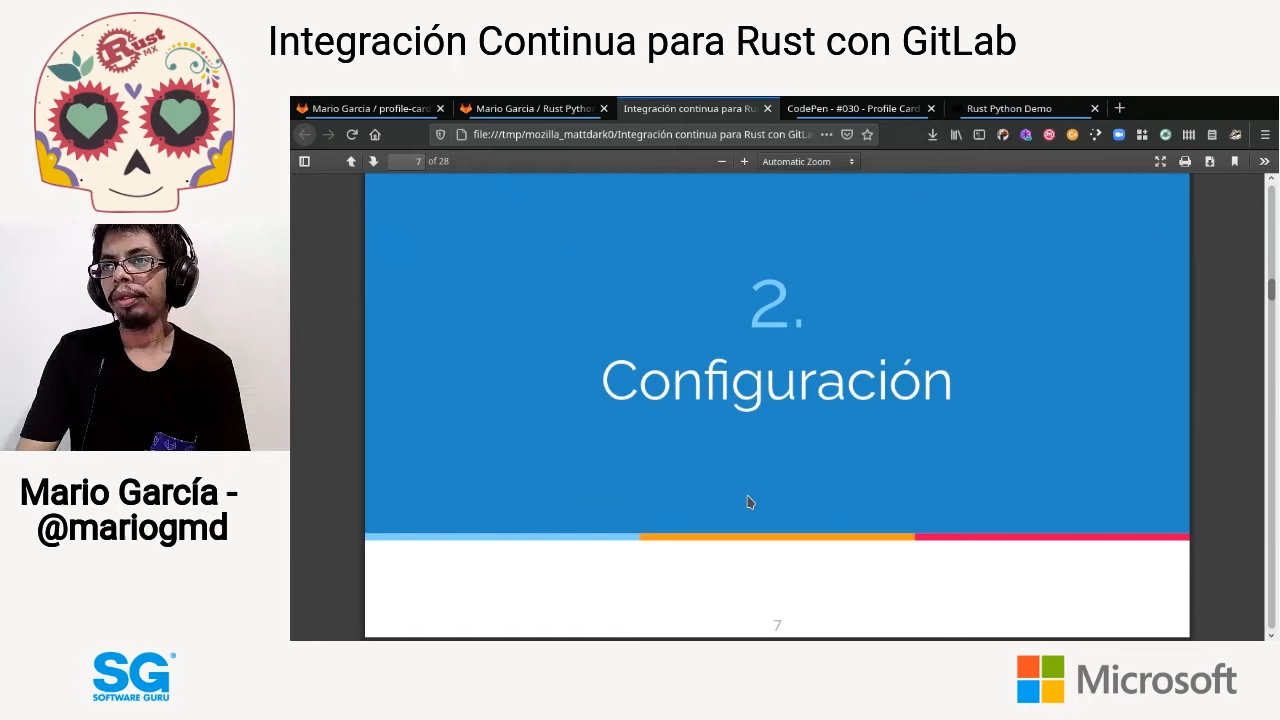 Rust
MX
Integración Continua para Rust con GitLab
Mario Garcia / profile-card
Mario Garcia / Rust Python
Integración continua para Ru
CodePen - #030 - Profile Card
Rust Python Demo
file:///tmp/mozilla_mattdark0/Integración continua para Rust con GitLa
7 of 28
Automatic Zoom
2.
Configuración
7
Mario García -
@mariogmd
SG
SOFTWARE GURU
Microsoft